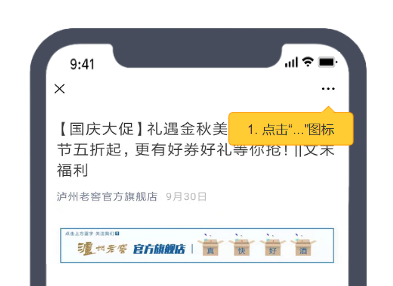 9:41
【国庆大促】礼遇金秋美
1. 点击“...”图标
节五折起，更有好券好礼等你抢！||文末
福利
泸州老窖官方旗舰店 9月30日
泸州老窖 官方旗舰店 真 快 好 酒